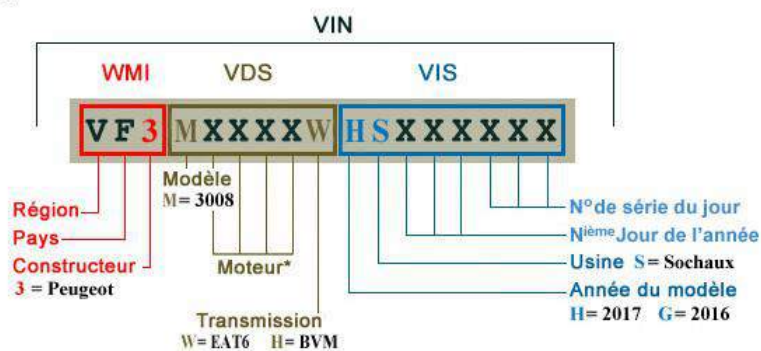 VIN
WMI VDS VIS
VF3MXXXXWHSXXXXXX
Modèle
M= 3008
Région
Pays
Constructeur
3 = Peugeot
Moteur*
Transmission
W= EAT6 H= BVM
N° de série du jour
Nième Jour de l'année
Usine S= Sochaux
Année du modèle
H= 2017 G= 2016